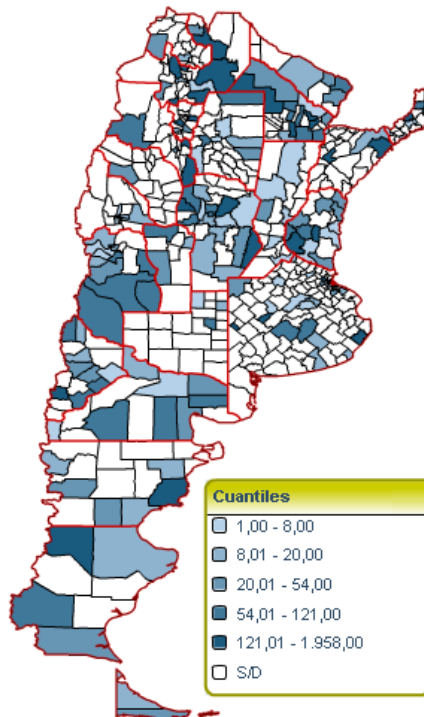 Cuantiles
1,00 - 8,00
8,01 - 20,00
20,01 - 54,00
54,01 - 121,00
121,01 - 1.958,00
S/D